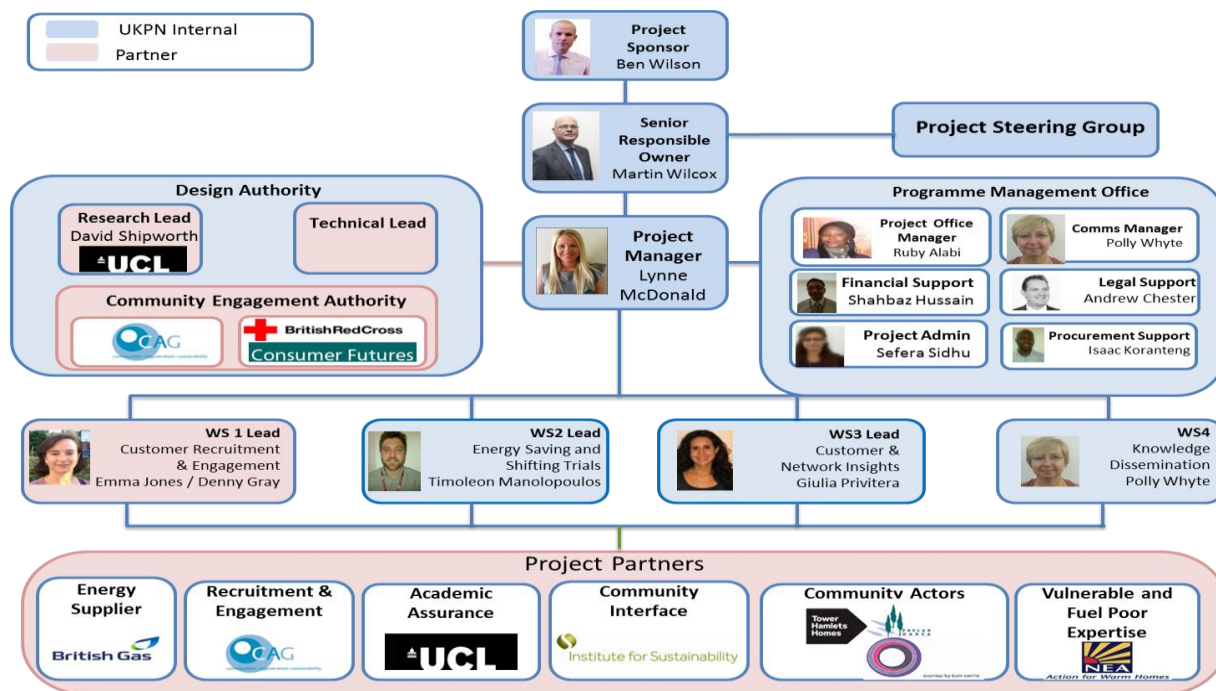 UKPN Internal
Partner
Project
Sponsor
Ben Wilson
Senior
Responsible
Owner
Martin Wilcox
Project Steering Group
Design Authority
Research Lead
David Shipworth
UCL
Technical Lead
Community Engagement Authority
CAG
BritishRedCross
Consumer Futures
Project
Manager
Lynne
McDonald
Programme Management Office
Project Office
Manager
Ruby Alabi
Comms Manager
Polly Whyte
Financial Support
Shahbaz Hussain
Legal Support
Andrew Chester
Project Admin
Sefera Sidhu
Procurement Support
Isaac Koranteng
WS 1 Lead
Customer Recruitment
& Engagement
Emma Jones / Denny Gray
WS2 Lead
Energy Saving and
Shifting Trials
Timoleon Manolopoulos
WS3 Lead
Customer &
Network Insights
Giulia Privitera
WS4
Knowledge
Dissemination
Polly Whyte
Project Partners
Energy
Supplier
British Gas
Recruitment &
Engagement
CAG
Academic
Assurance
UCL
Community
Interface
Institute for Sustainability
Community Actors
Tower
Hamlets
Homes
Vulnerable and
Fuel Poor
Expertise
NEA
Action for Warm Homes